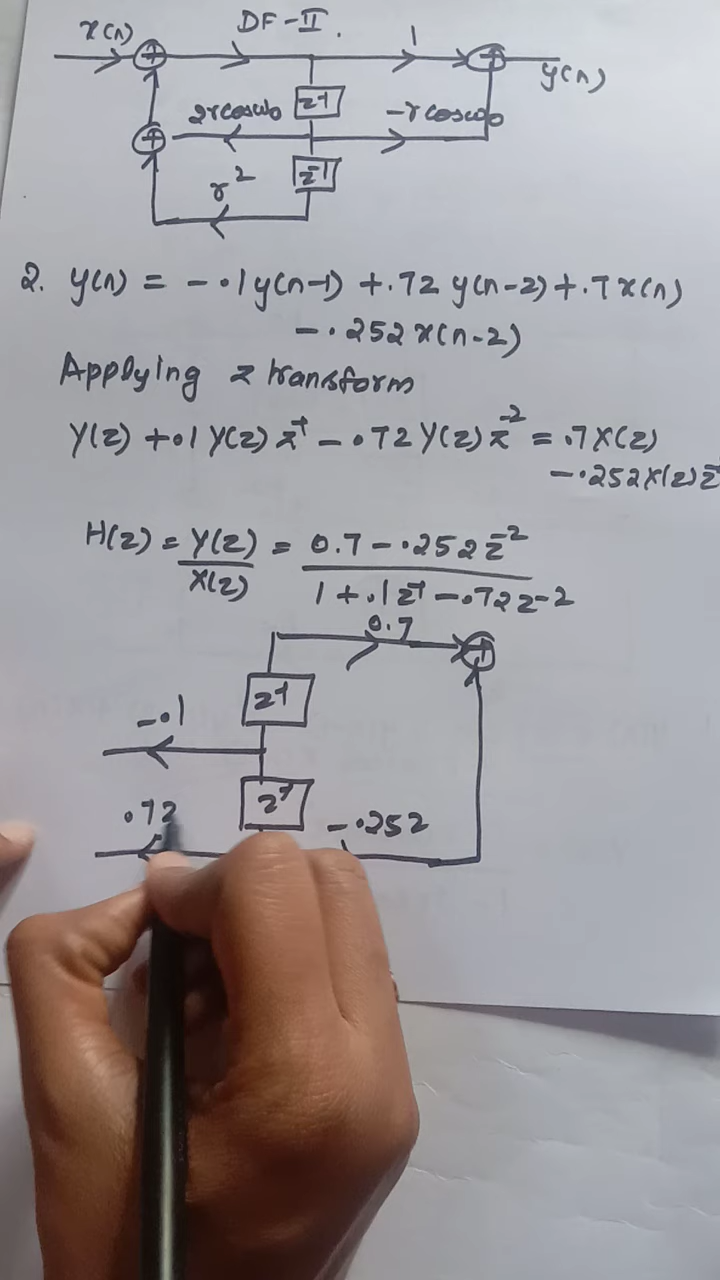 DF-II.
x(n) 1
y(n)
z⁻¹
2rcosω₀ -rcosω₀
z⁻¹
r²
2. y(n) = -.1y(n-1) +.72 y(n-2) +.7x(n)
-.252 x(n-2)
Applying z transform
Y(z) +.1 Y(z) z⁻¹ -.72 Y(z) z⁻² = .7X(z)
-.252X(z)z
H(z) = Y(z)/X(z) = 0.7 -.252z⁻² / 1+.1z⁻¹ -.72z-2
0.7
z⁻¹
-.1
z⁻¹
.72 -.252